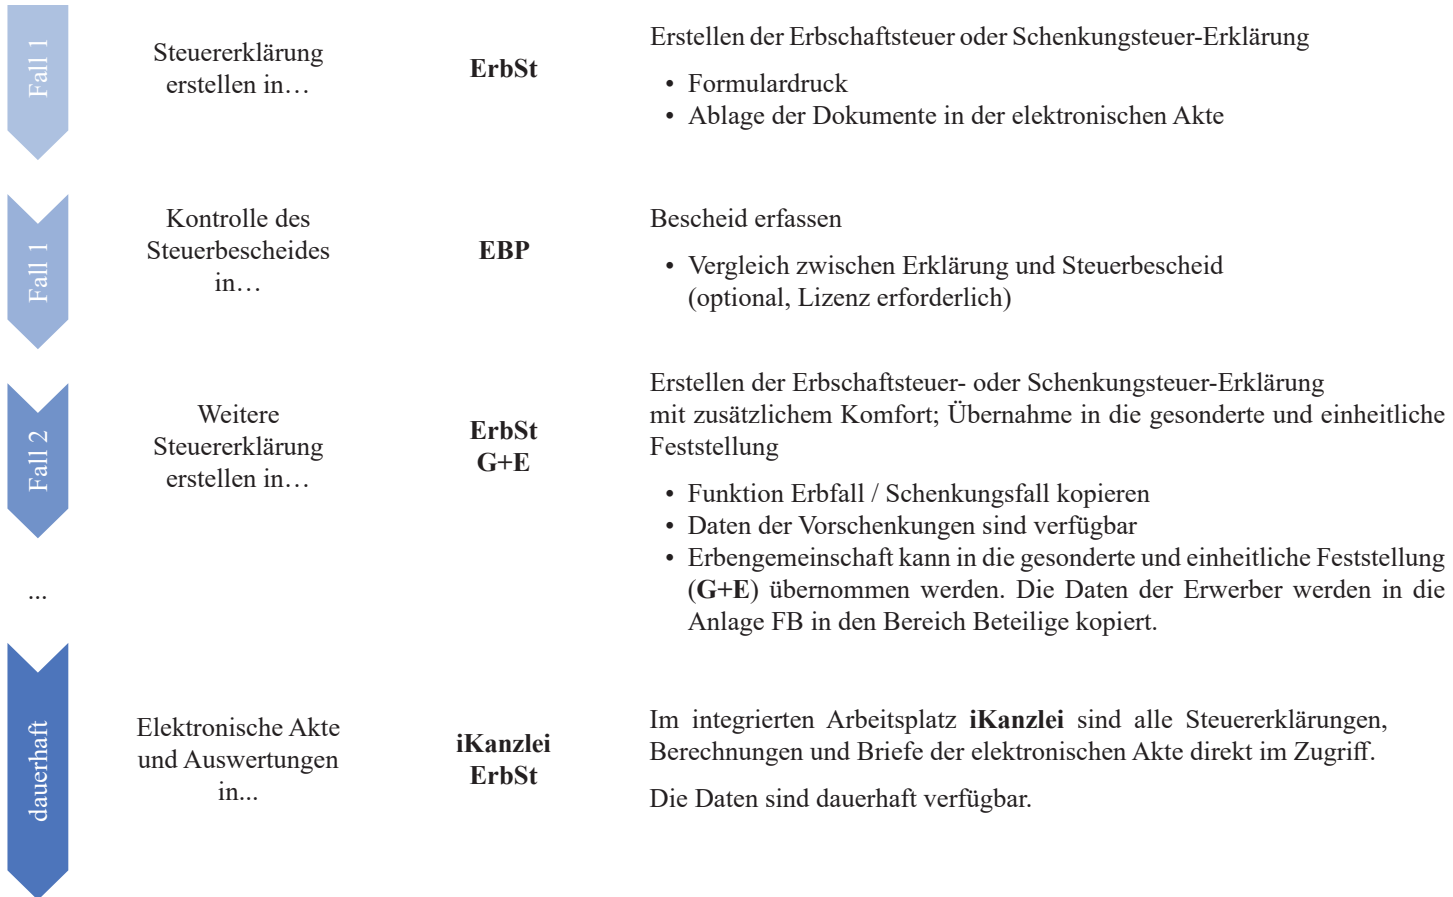 Fall 1
Steuererklärung
erstellen in…
ErbSt
Erstellen der Erbschaftsteuer oder Schenkungsteuer-Erklärung
• Formulardruck
• Ablage der Dokumente in der elektronischen Akte
Fall 1
Kontrolle des
Steuerbescheides
in…
EBP
Bescheid erfassen
• Vergleich zwischen Erklärung und Steuerbescheid
(optional, Lizenz erforderlich)
Fall 2
Weitere
Steuererklärung
erstellen in…
ErbSt
G+E
Erstellen der Erbschaftsteuer- oder Schenkungsteuer-Erklärung
mit zusätzlichem Komfort; Übernahme in die gesonderte und einheitliche
Feststellung
• Funktion Erbfall / Schenkungsfall kopieren
• Daten der Vorschenkungen sind verfügbar
• Erbengemeinschaft kann in die gesonderte und einheitliche Feststellung
(G+E) übernommen werden. Die Daten der Erwerber werden in die
Anlage FB in den Bereich Beteilige kopiert.
...
dauerhaft
Elektronische Akte
und Auswertungen
in...
iKanzlei
ErbSt
Im integrierten Arbeitsplatz iKanzlei sind alle Steuererklärungen,
Berechnungen und Briefe der elektronischen Akte direkt im Zugriff.
Die Daten sind dauerhaft verfügbar.